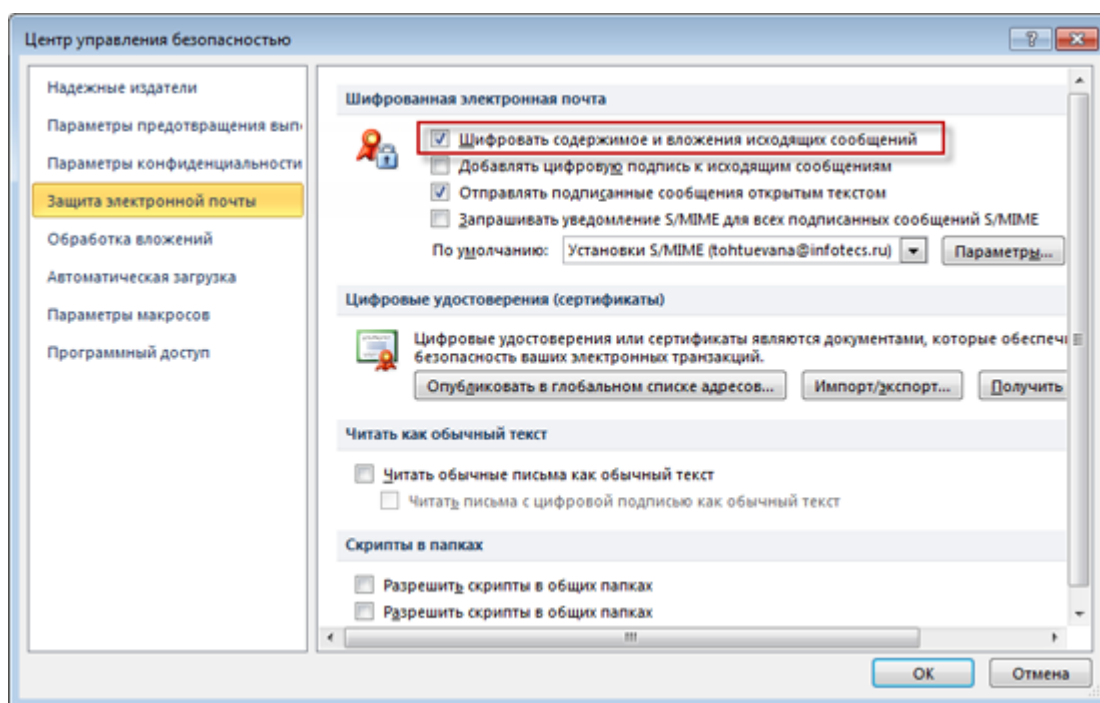 Центр управления безопасностью
Надежные издатели
Параметры предотвращения вып
Параметры конфиденциальности
Защита электронной почты
Обработка вложений
Автоматическая загрузка
Параметры макросов
Программный доступ
Шифрованная электронная почта
Шифровать содержимое и вложения исходящих сообщений
Добавлять цифровую подпись к исходящим сообщениям
Отправлять подписанные сообщения открытым текстом
Запрашивать уведомление S/MIME для всех подписанных сообщений S/MIME
По умолчанию: Установки S/MIME (tohtuevana@infotecs.ru) Параметры...
Цифровые удостоверения (сертификаты)
Цифровые удостоверения или сертификаты являются документами, которые обеспечи
безопасность ваших электронных транзакций.
Опубликовать в глобальном списке адресов... Импорт/экспорт... Получить
Читать как обычный текст
Читать обычные письма как обычный текст
Читать письма с цифровой подписью как обычный текст
Скрипты в папках
Разрешить скрипты в общих папках
Разрешить скрипты в общих папках
ОК Отмена